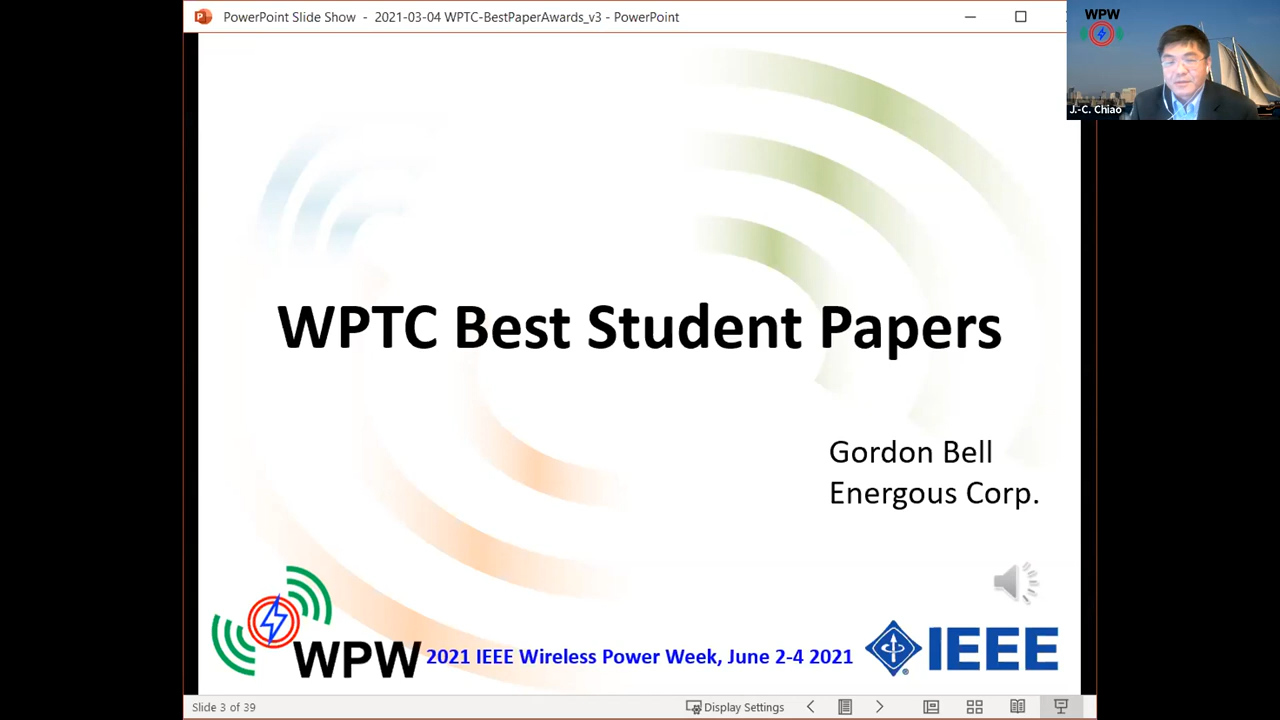 PowerPoint Slide Show - 2021-03-04 WPTC-BestPaperAwards_v3 - PowerPoint
WPW
J.-C. Chiao
WPTC Best Student Papers
Gordon Bell
Energous Corp.
WPW
2021 IEEE Wireless Power Week, June 2-4 2021
IEEE
Slide 3 of 39
Display Settings